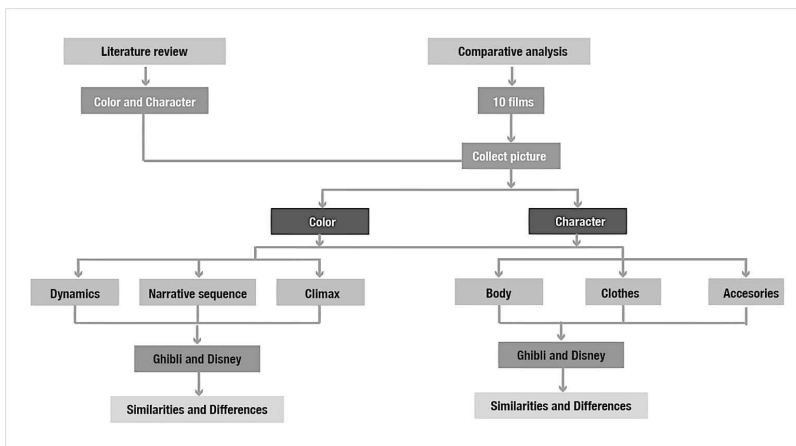 Literature review
Comparative analysis
Color and Character
10 films
Collect picture
Color
Character
Dynamics
Narrative sequence
Climax
Body
Clothes
Accesories
Ghibli and Disney
Ghibli and Disney
Similarities and Differences
Similarities and Differences